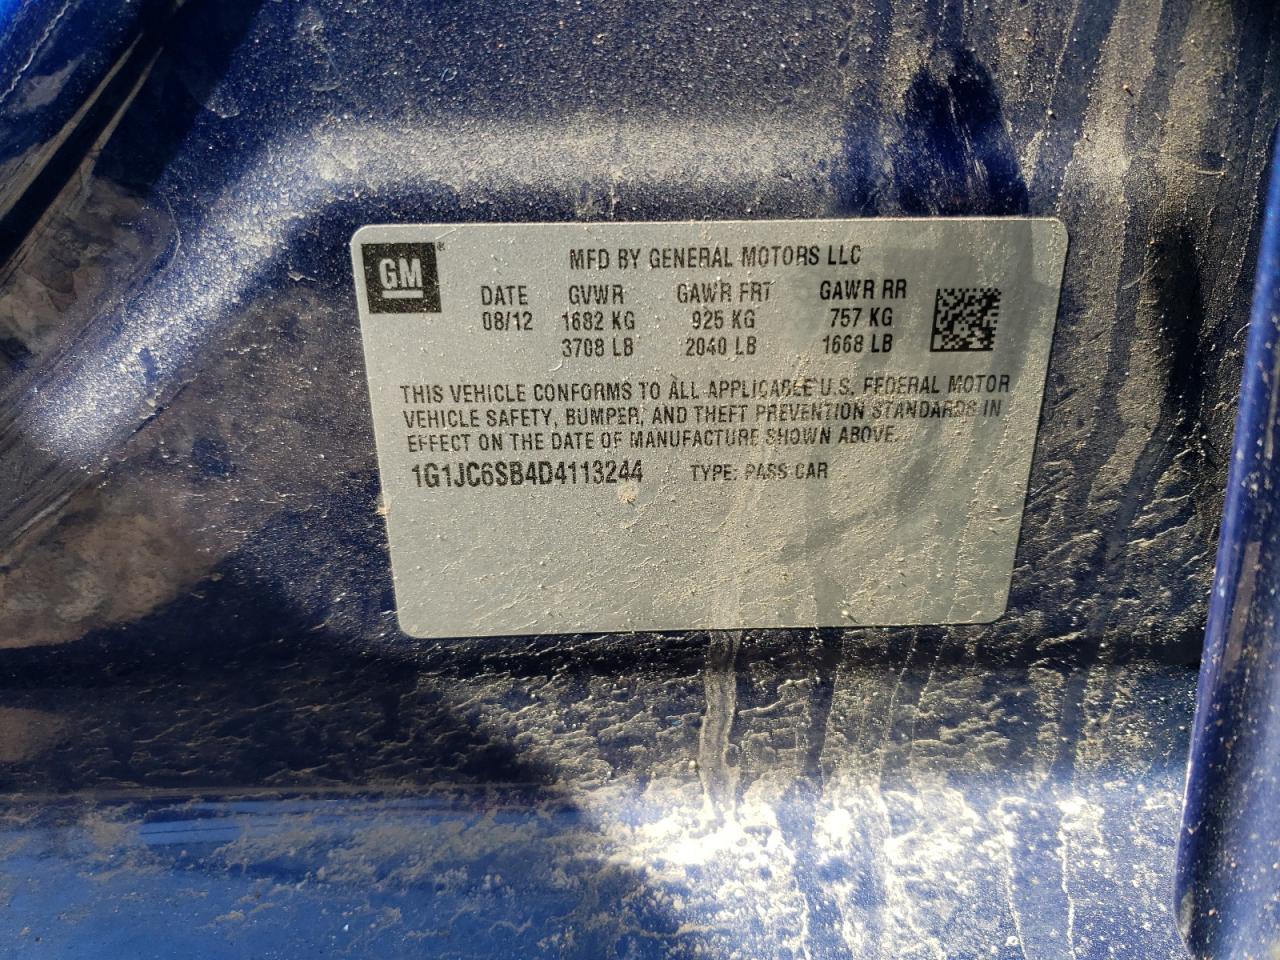 GM®
MFD BY GENERAL MOTORS LLC
DATE GVWR GAWR FRT GAWR RR
08/12 1682 KG 925 KG 757 KG
3708 LB 2040 LB 1668 LB
THIS VEHICLE CONFORMS TO ALL APPLICABLE U.S. FEDERAL MOTOR
VEHICLE SAFETY, BUMPER, AND THEFT PREVENTION STANDARDS IN
EFFECT ON THE DATE OF MANUFACTURE SHOWN ABOVE.
1G1JC6SB4D4113244 TYPE: PASS CAR